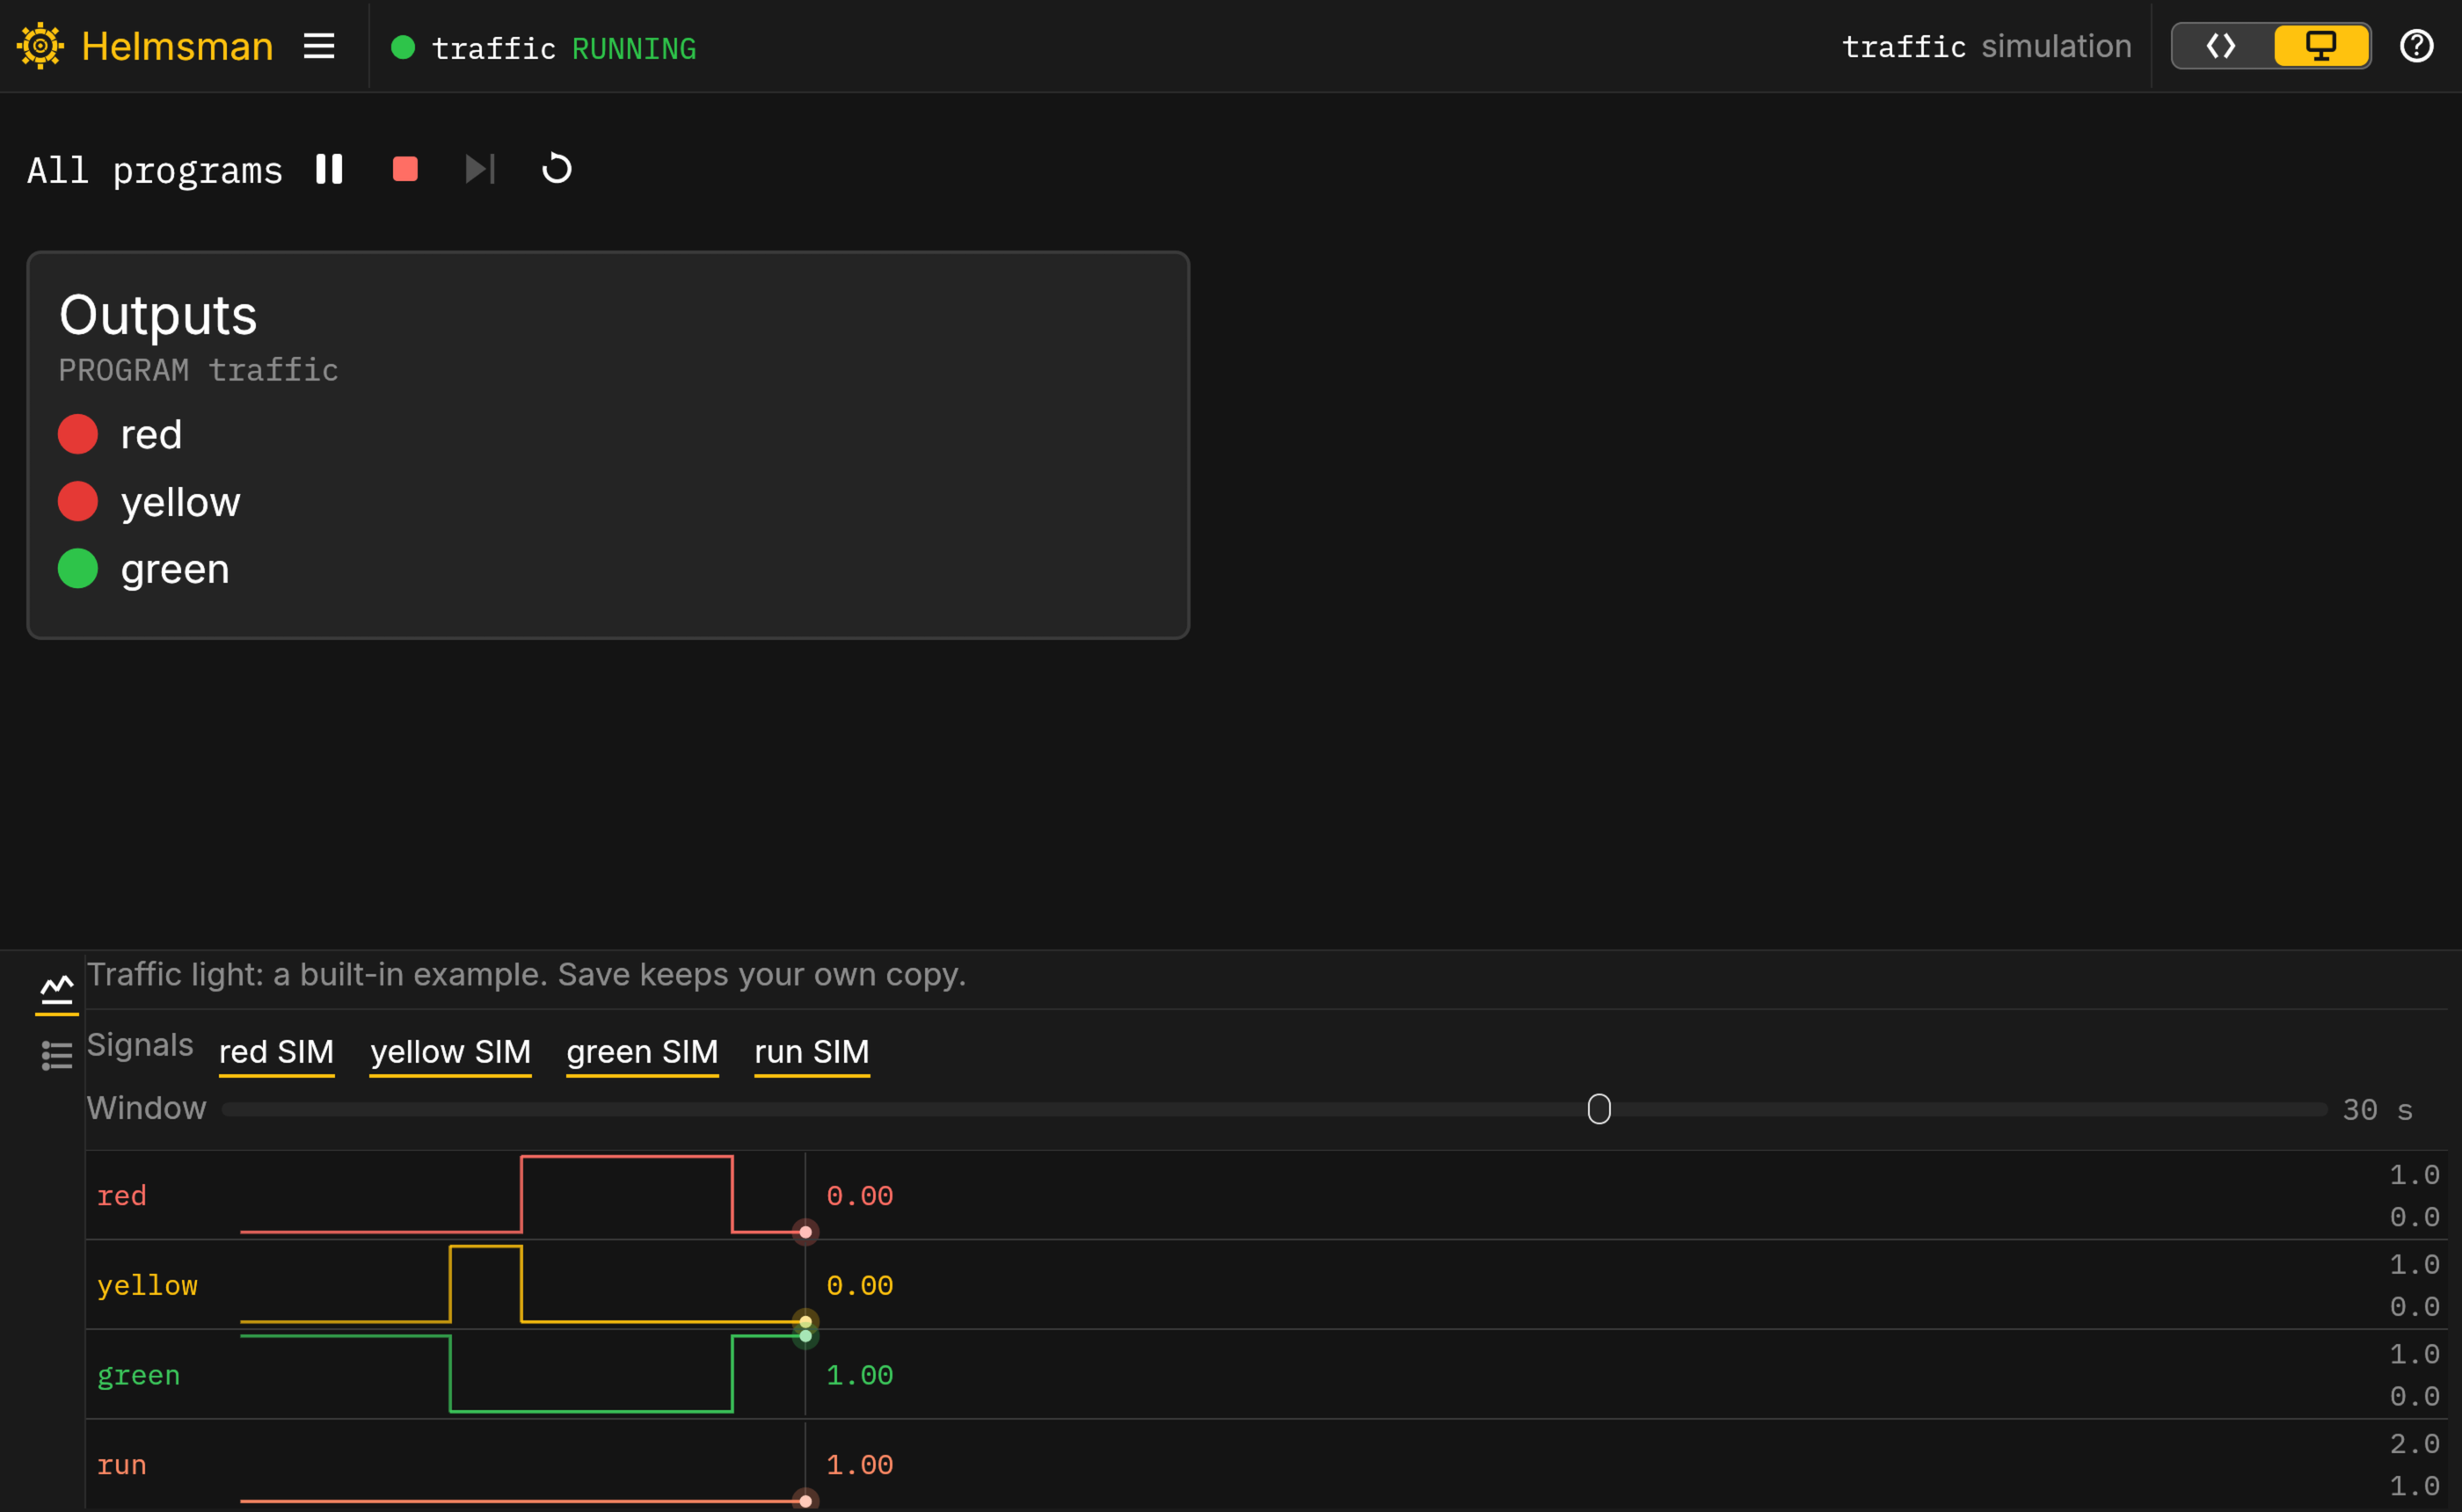 Helmsman traffic RUNNING traffic simulation
All programs
Outputs
PROGRAM traffic
red
yellow
green
Traffic light: a built-in example. Save keeps your own copy.
Signals red SIM yellow SIM green SIM run SIM
Window 30 s
red 0.00 1.0
0.0
yellow 0.00 1.0
0.0
green 1.00 1.0
0.0
run 1.00 2.0
1.0